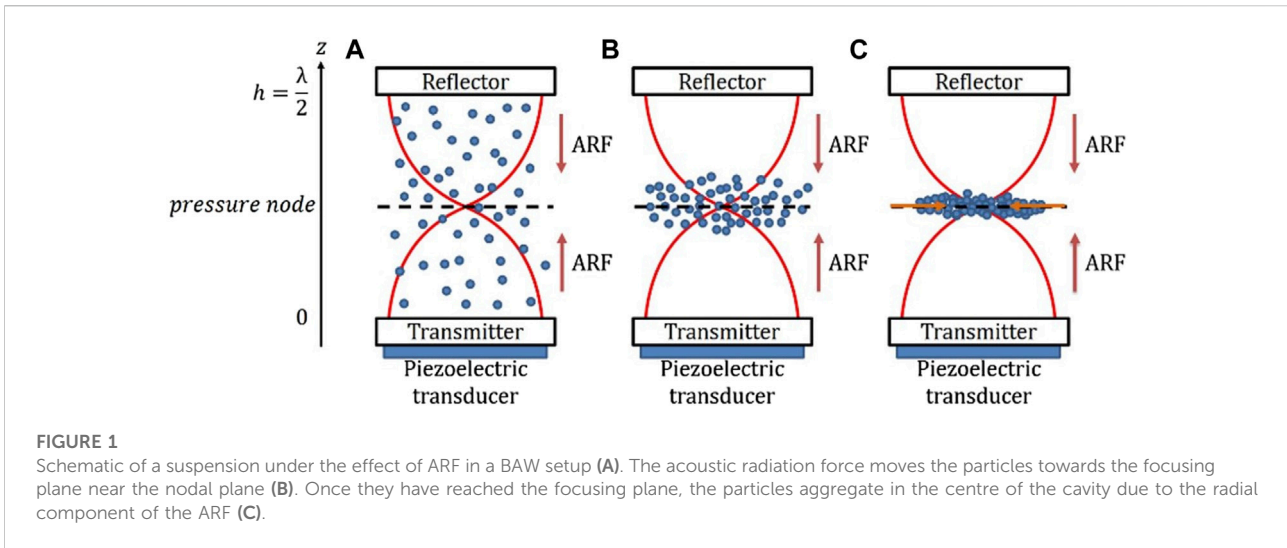 z
h = λ/2
pressure node
0
A
Reflector
ARF
ARF
Transmitter
Piezoelectric
transducer
B
Reflector
ARF
ARF
Transmitter
Piezoelectric
transducer
C
Reflector
ARF
ARF
Transmitter
Piezoelectric
transducer
FIGURE 1
Schematic of a suspension under the effect of ARF in a BAW setup (A). The acoustic radiation force moves the particles towards the focusing
plane near the nodal plane (B). Once they have reached the focusing plane, the particles aggregate in the centre of the cavity due to the radial
component of the ARF (C).